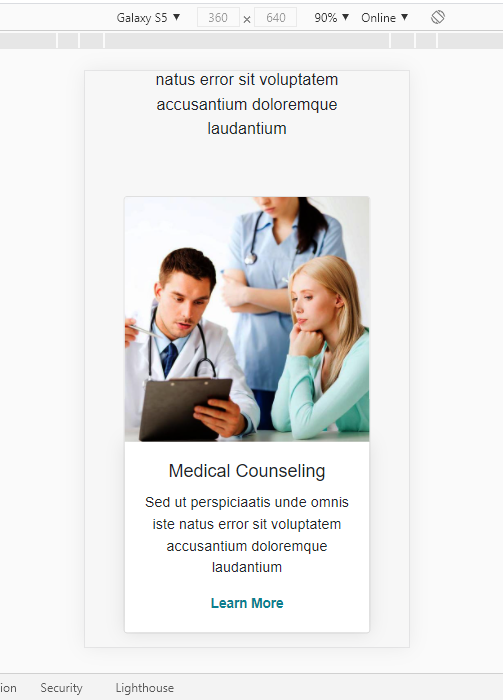 Galaxy S5 ▼ 360 × 640 90% ▼ Online ▼
natus error sit voluptatem
accusantium doloremque
laudantium
Medical Counseling
Sed ut perspiciaatis unde omnis
iste natus error sit voluptatem
accusantium doloremque
laudantium
Learn More
ion Security Lighthouse